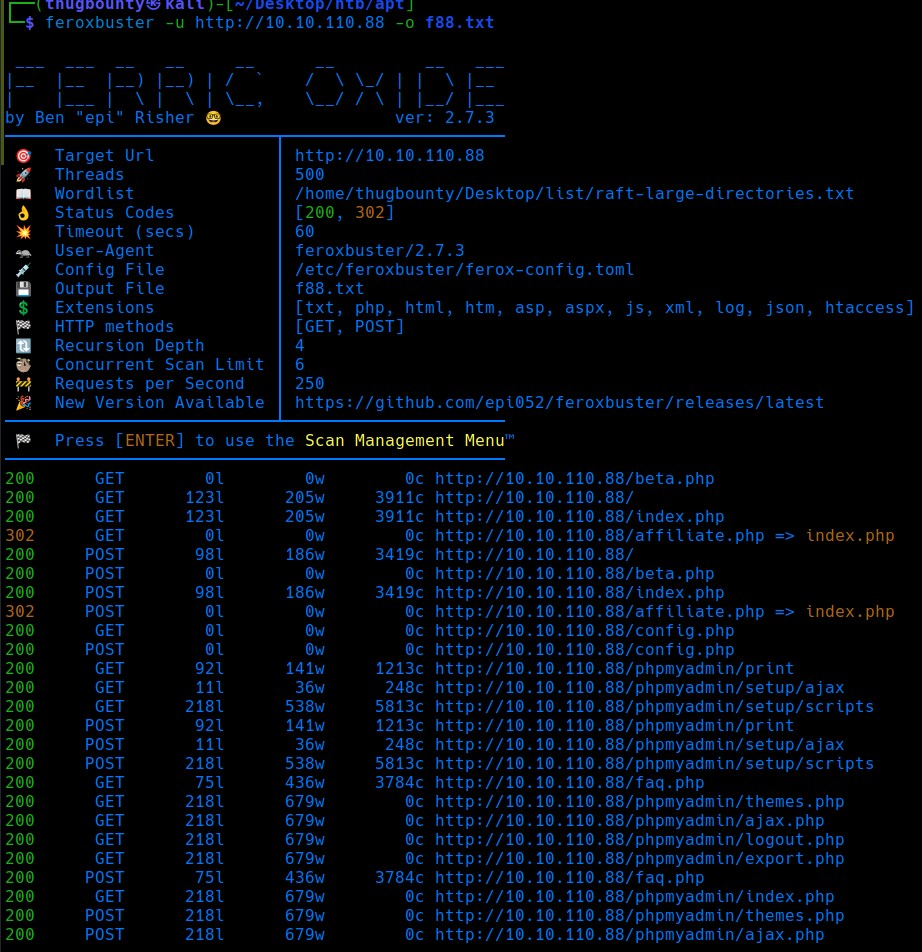 (thugbounty㉿kali)-[~/Desktop/htb/apt]
$ feroxbuster -u http://10.10.110.88 -o f88.txt
FERRIC OXIDE
by Ben "epi" Risher 🤓 ver: 2.7.3
🎯 Target Url http://10.10.110.88
🚀 Threads 500
📖 Wordlist /home/thugbounty/Desktop/list/raft-large-directories.txt
👌 Status Codes [200, 302]
💥 Timeout (secs) 60
🦡 User-Agent feroxbuster/2.7.3
💉 Config File /etc/feroxbuster/ferox-config.toml
💾 Output File f88.txt
💲 Extensions [txt, php, html, htm, asp, aspx, js, xml, log, json, htaccess]
🏁 HTTP methods [GET, POST]
🔃 Recursion Depth 4
🦥 Concurrent Scan Limit 6
🚧 Requests per Second 250
🎉 New Version Available https://github.com/epi052/feroxbuster/releases/latest
🏁 Press [ENTER] to use the Scan Management Menu™
200 GET 0l 0w 0c http://10.10.110.88/beta.php
200 GET 123l 205w 3911c http://10.10.110.88/
200 GET 123l 205w 3911c http://10.10.110.88/index.php
302 GET 0l 0w 0c http://10.10.110.88/affiliate.php => index.php
200 POST 98l 186w 3419c http://10.10.110.88/
200 POST 0l 0w 0c http://10.10.110.88/beta.php
200 POST 98l 186w 3419c http://10.10.110.88/index.php
302 POST 0l 0w 0c http://10.10.110.88/affiliate.php => index.php
200 GET 0l 0w 0c http://10.10.110.88/config.php
200 POST 0l 0w 0c http://10.10.110.88/config.php
200 GET 92l 141w 1213c http://10.10.110.88/phpmyadmin/print
200 GET 11l 36w 248c http://10.10.110.88/phpmyadmin/setup/ajax
200 GET 218l 538w 5813c http://10.10.110.88/phpmyadmin/setup/scripts
200 POST 92l 141w 1213c http://10.10.110.88/phpmyadmin/print
200 POST 11l 36w 248c http://10.10.110.88/phpmyadmin/setup/ajax
200 POST 218l 538w 5813c http://10.10.110.88/phpmyadmin/setup/scripts
200 GET 75l 436w 3784c http://10.10.110.88/faq.php
200 GET 218l 679w 0c http://10.10.110.88/phpmyadmin/themes.php
200 GET 218l 679w 0c http://10.10.110.88/phpmyadmin/ajax.php
200 GET 218l 679w 0c http://10.10.110.88/phpmyadmin/logout.php
200 GET 218l 679w 0c http://10.10.110.88/phpmyadmin/export.php
200 POST 75l 436w 3784c http://10.10.110.88/faq.php
200 GET 218l 679w 0c http://10.10.110.88/phpmyadmin/index.php
200 POST 218l 679w 0c http://10.10.110.88/phpmyadmin/themes.php
200 POST 218l 679w 0c http://10.10.110.88/phpmyadmin/ajax.php